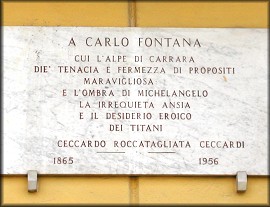 A CARLO FONTANA
CUI L'ALPE DI CARRARA
DIE' TENACIA E FERMEZZA DI PROPOSITI
MARAVIGLIOSA
E L'OMBRA DI MICHELANGELO
LA IRREQUIETA ANSIA
E IL DESIDERIO EROICO
DEI TITANI
CECCARDO ROCCATAGLIATA CECCARDI
1865 1956